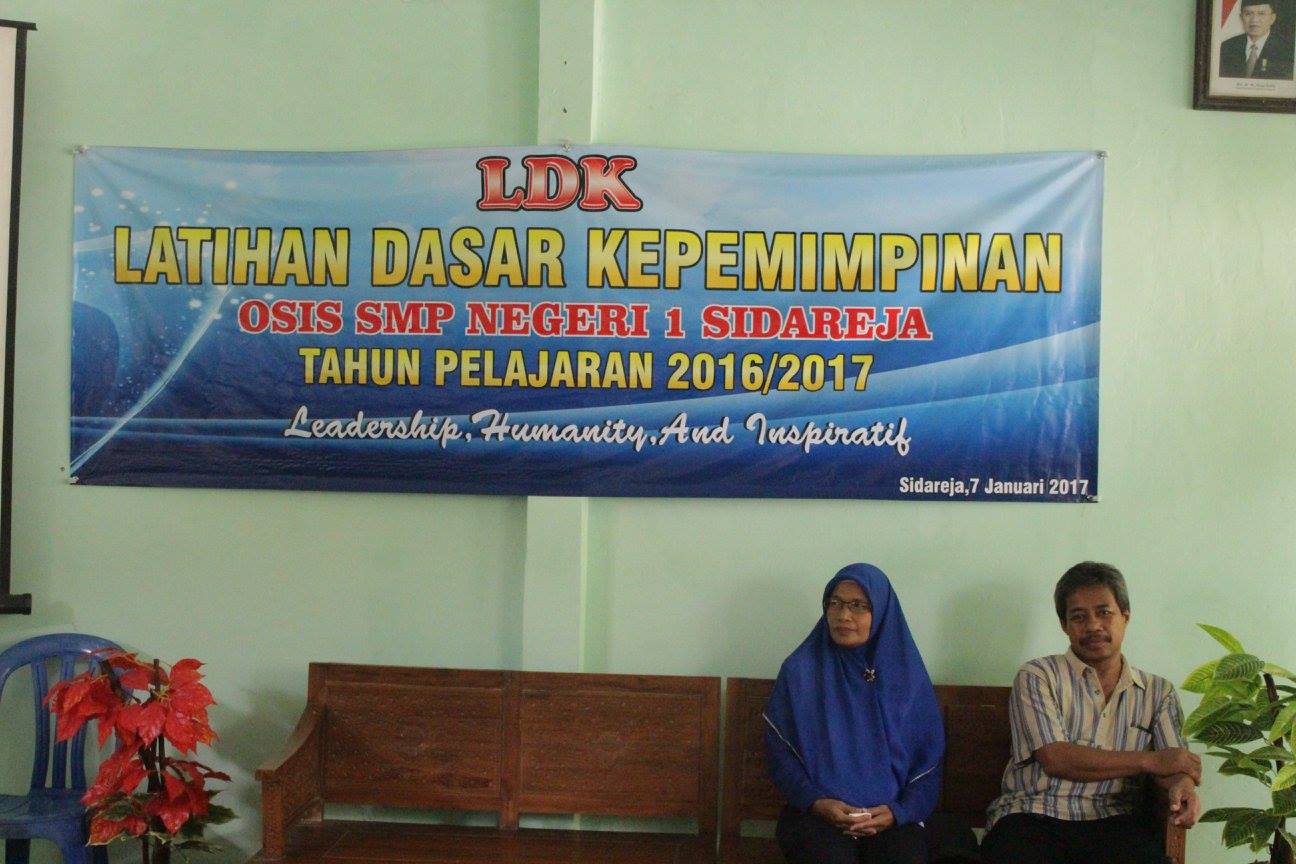 LDK
LATIHAN DASAR KEPEMIMPINAN
OSIS SMP NEGERI 1 SIDAREJA
TAHUN PELAJARAN 2016/2017
Leadership,Humanity,And Inspiratif
Sidareja,7 Januari 2017